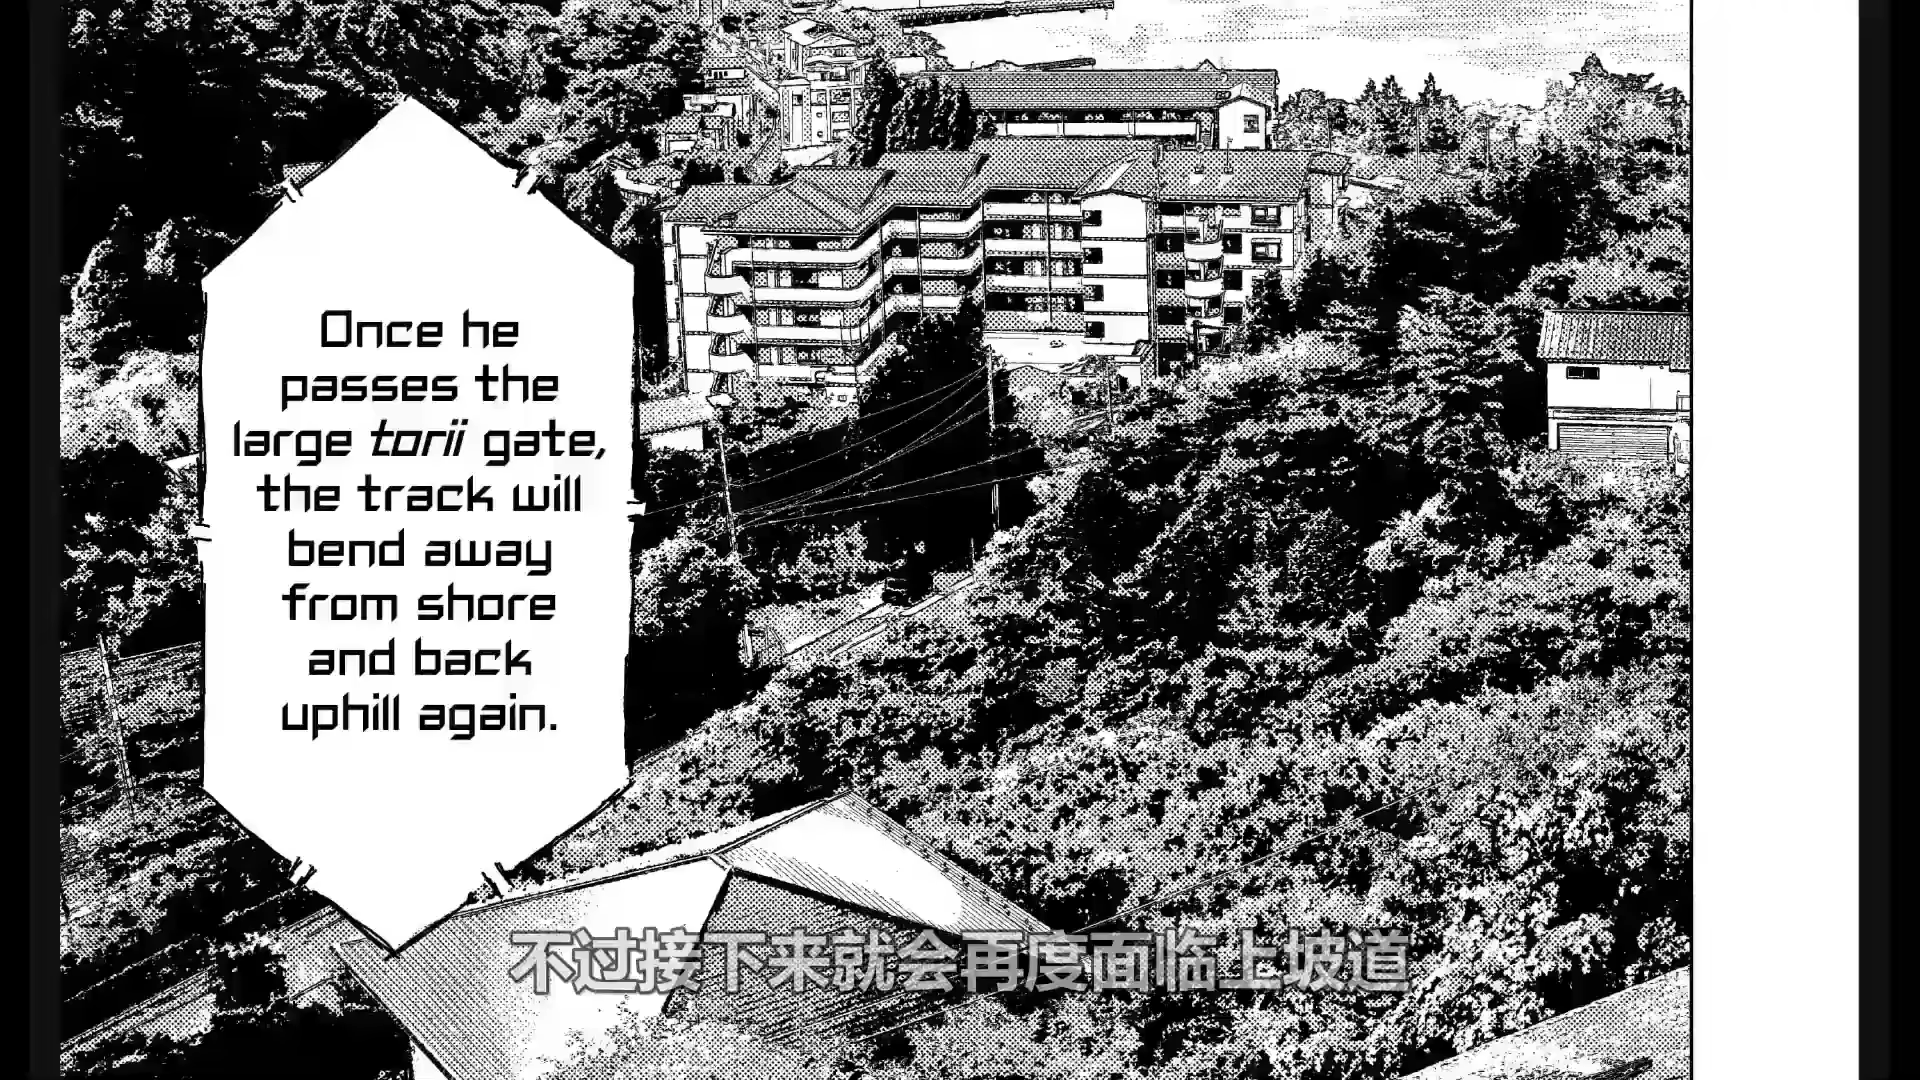 Once he
passes the
large torii gate,
the track will
bend away
from shore
and back
uphill again.
不过接下来就会再度面临上坡道